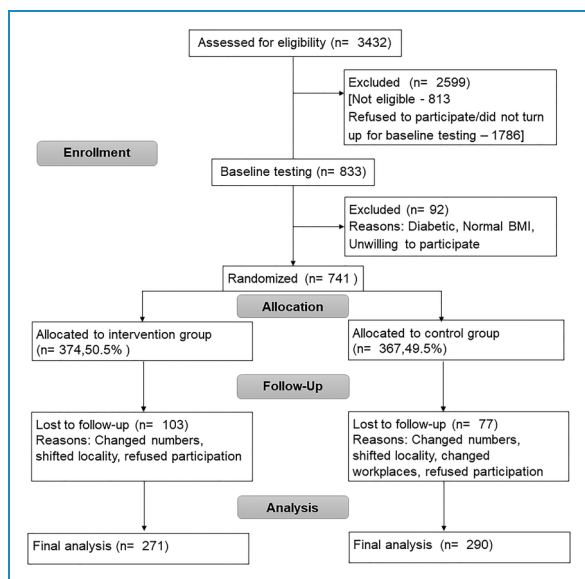 Assessed for eligibility (n= 3432)
Excluded (n= 2599)
[Not eligible - 813
Refused to participate/did not turn
up for baseline testing – 1786]
Enrollment
Baseline testing (n= 833)
Excluded (n= 92)
Reasons: Diabetic, Normal BMI,
Unwilling to participate
Randomized (n= 741)
Allocation
Allocated to intervention group
(n= 374,50.5% )
Allocated to control group
(n= 367,49.5%)
Follow-Up
Lost to follow-up (n= 103)
Reasons: Changed numbers,
shifted locality, refused participation
Lost to follow-up (n= 77)
Reasons: Changed numbers,
shifted locality, changed
workplaces, refused participation
Analysis
Final analysis (n= 271)
Final analysis (n= 290)